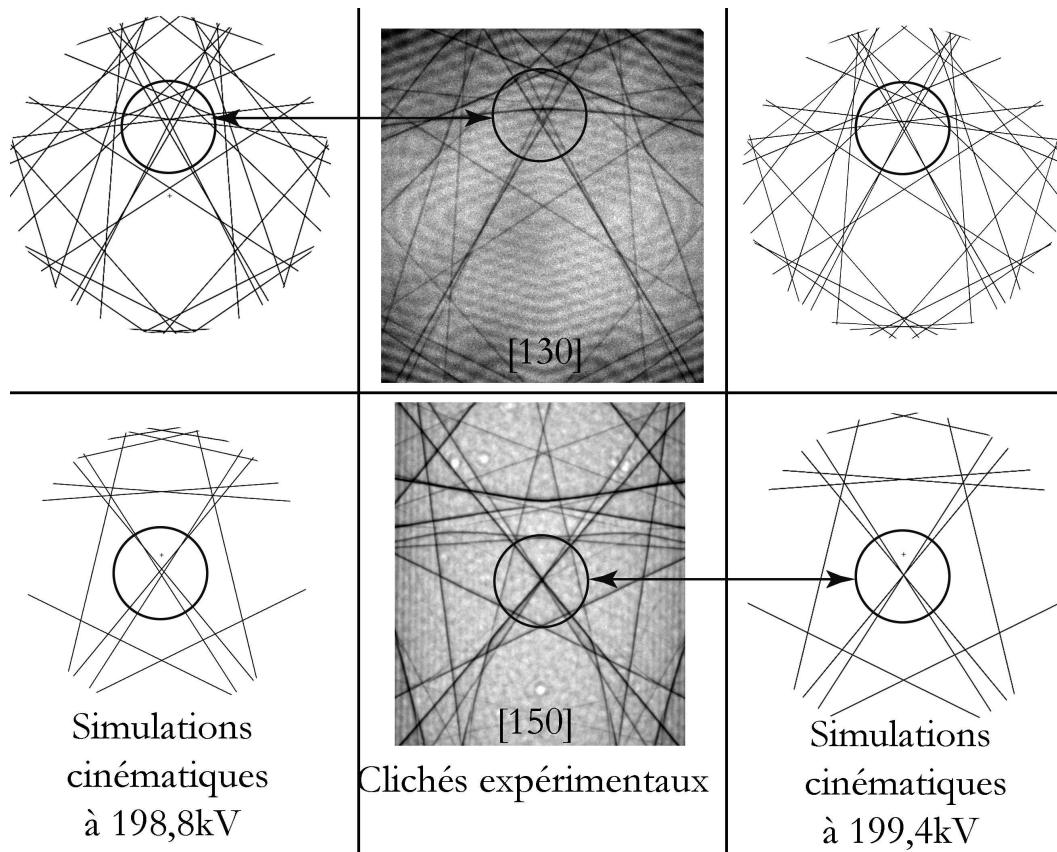 [130]
[150]
Simulations
cinématiques
à 198,8kV
Clichés expérimentaux
Simulations
cinématiques
à 199,4kV